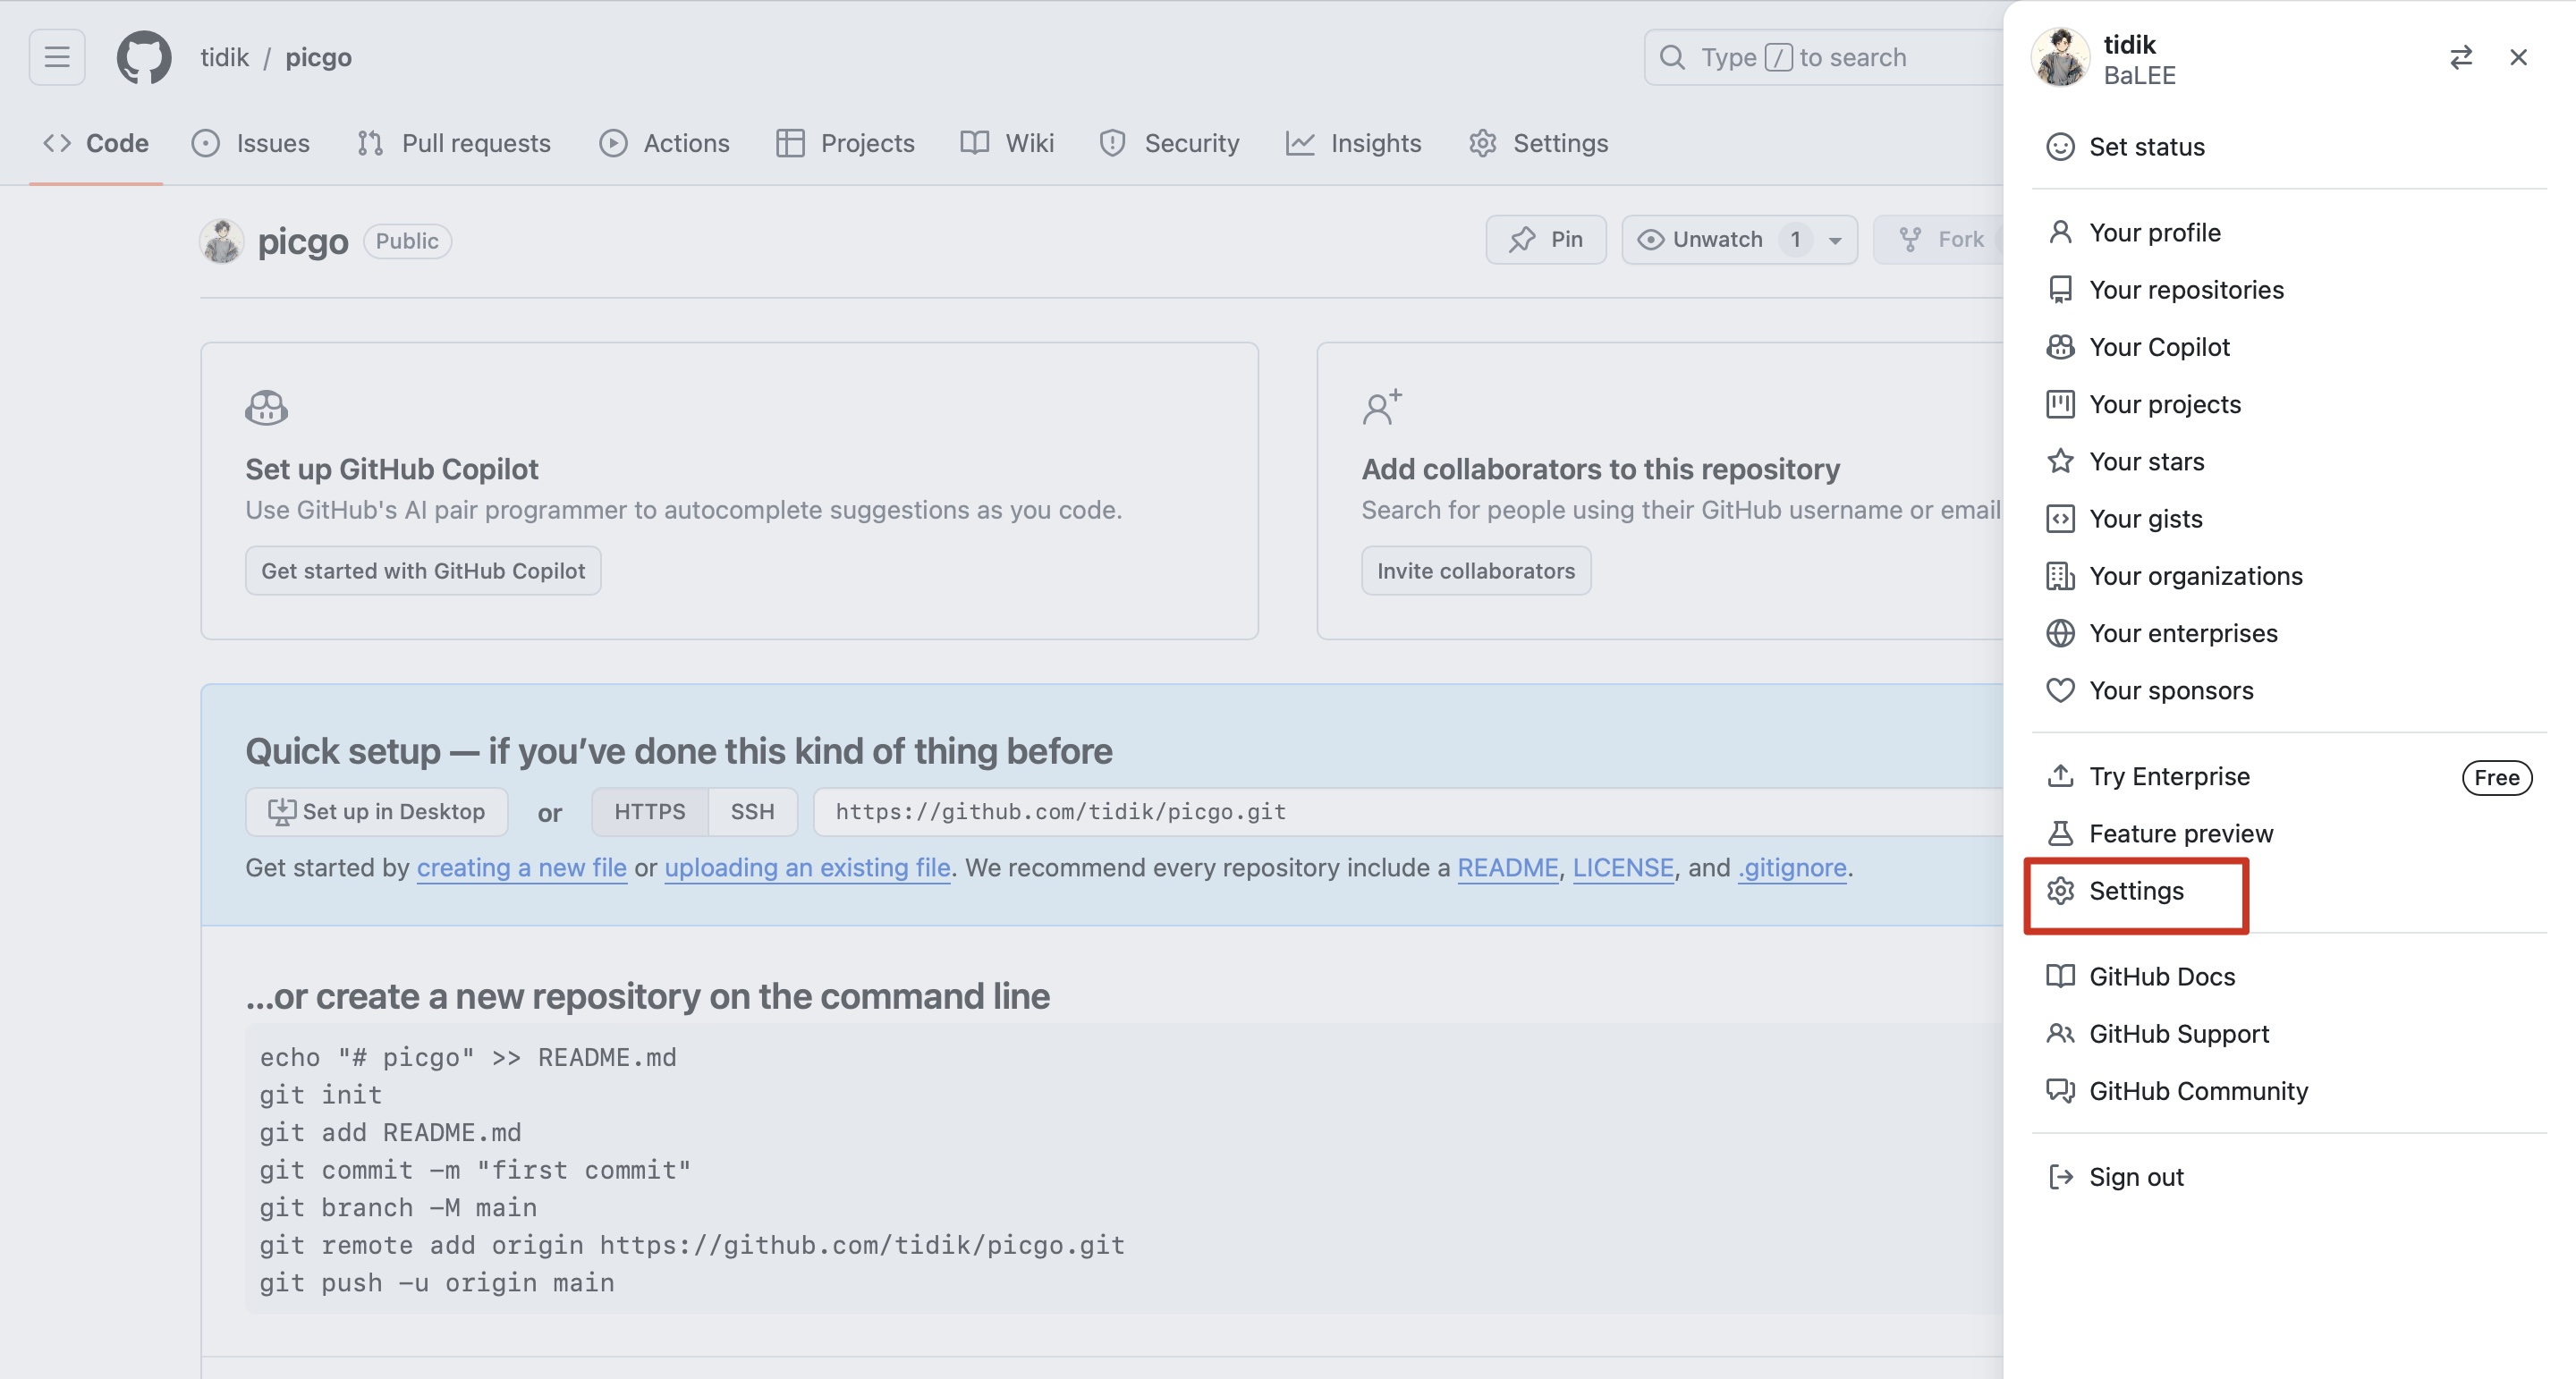 tidik / picgo
Type / to search
Code Issues Pull requests Actions Projects Wiki Security Insights Settings
picgo Public
Pin Unwatch 1 Fork
Set up GitHub Copilot
Use GitHub's AI pair programmer to autocomplete suggestions as you code.
Get started with GitHub Copilot
Add collaborators to this repository
Search for people using their GitHub username or email
Invite collaborators
Quick setup — if you’ve done this kind of thing before
Set up in Desktop or HTTPS SSH https://github.com/tidik/picgo.git
Get started by creating a new file or uploading an existing file. We recommend every repository include a README, LICENSE, and .gitignore.
…or create a new repository on the command line
echo "# picgo" >> README.md
git init
git add README.md
git commit -m "first commit"
git branch -M main
git remote add origin https://github.com/tidik/picgo.git
git push -u origin main
tidik
BaLEE
Set status
Your profile
Your repositories
Your Copilot
Your projects
Your stars
Your gists
Your organizations
Your enterprises
Your sponsors
Try Enterprise Free
Feature preview
Settings
GitHub Docs
GitHub Support
GitHub Community
Sign out